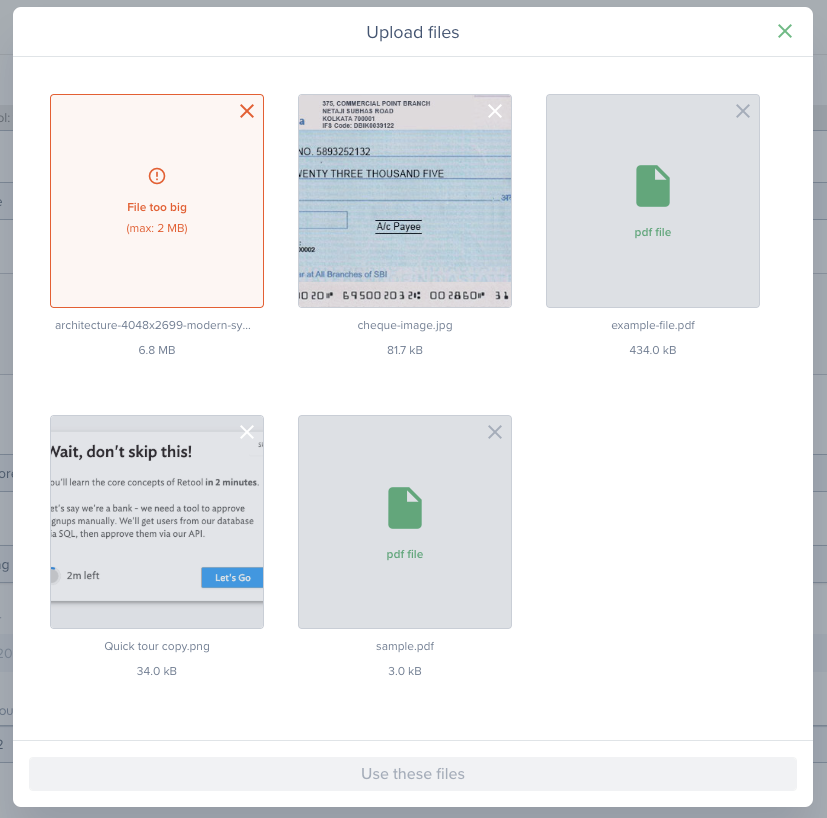 Upload files
File too big
(max: 2 MB)
architecture-4048x2699-modern-sy...
6.8 MB
375, COMMERCIAL POINT BRANCH
NETAJI SUBHAS ROAD
KOLKATA 700001
IFS Code: DBIK0039122
a
NO. 5893252132
WENTY THREE THOUSAND FIVE
A/c Payee
00002
ar at All Branches of SBI
cheque-image.jpg
81.7 kB
pdf file
example-file.pdf
434.0 kB
Wait, don't skip this!
ou'll learn the core concepts of Retool in 2 minutes.
et's say we're a bank - we need a tool to approve
gnups manually. We'll get users from our database
ia SQL, then approve them via our API.
2m left
Let's Go
Quick tour copy.png
34.0 kB
pdf file
sample.pdf
3.0 kB
Use these files